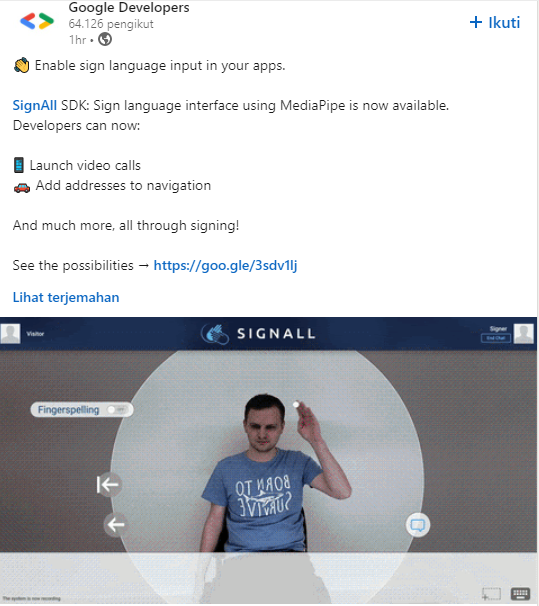 Google Developers
64.126 pengikut
+ Ikuti
1hr •
👏 Enable sign language input in your apps.
SignAll SDK: Sign language interface using MediaPipe is now available.
Developers can now:
📱 Launch video calls
🚗 Add addresses to navigation
And much more, all through signing!
See the possibilities → https://goo.gle/3sdv1lj
Lihat terjemahan
Visitor
SIGNALL
Signer
End Chat
Fingerspelling
BORN TO
SURVIVE
The system is now recording